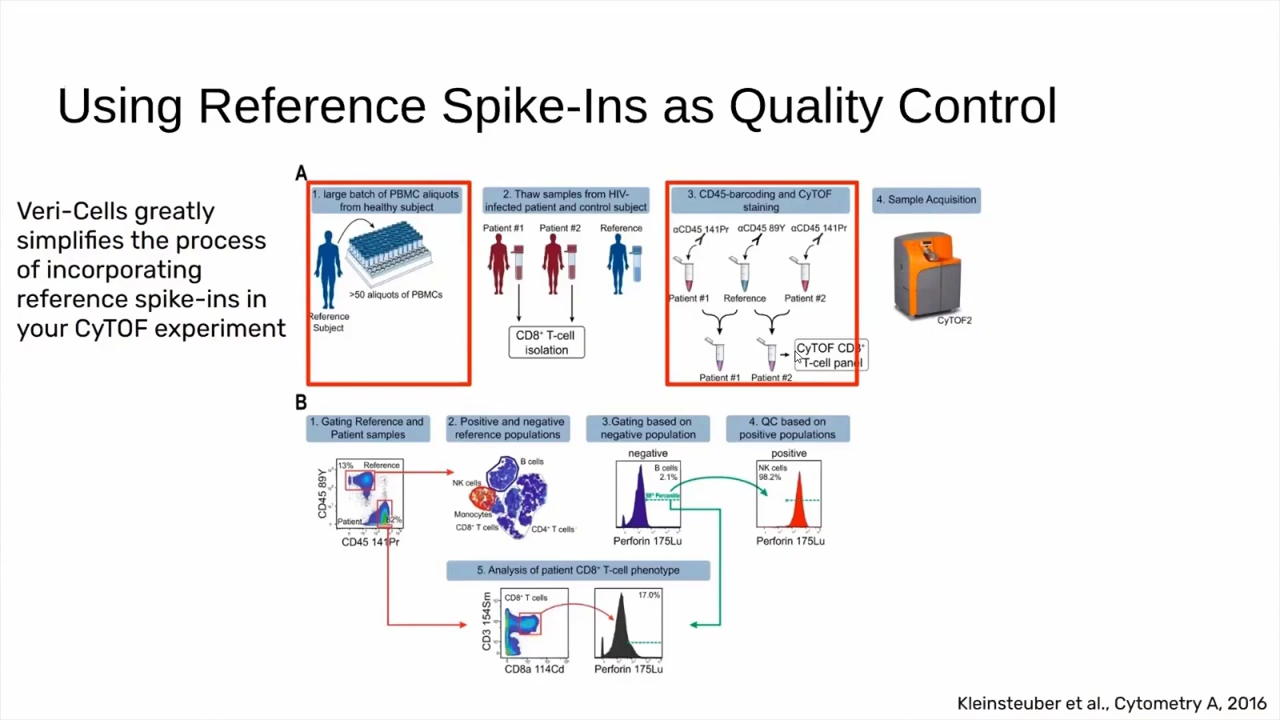 Using Reference Spike-Ins as Quality Control
Veri-Cells greatly
simplifies the process
of incorporating
reference spike-ins in
your CyTOF experiment
A
1. large batch of PBMC aliquots
from healthy subject
>50 aliquots of PBMCs
Reference
Subject
2. Thaw samples from HIV-
infected patient and control subject
Patient #1 Patient #2 Reference
CD8⁺ T-cell
isolation
3. CD45-barcoding and CyTOF
staining
αCD45 141Pr αCD45 89Y αCD45 141Pr
Patient #1 Reference Patient #2
Patient #1 Patient #2
CyTOF CD8⁺
T-cell panel
4. Sample Acquisition
CyTOF2
B
1. Gating Reference and
Patient samples
13% Reference
CD45 89Y
Patient 82%
CD45 141Pr
2. Positive and negative
reference populations
B cells
NK cells
Monocytes
CD8⁺ T cells
CD4⁺ T cells
3.Gating based on
negative population
negative
B cells
2.1%
98th Percentile
Perforin 175Lu
4. QC based on
positive populations
positive
NK cells
98.2%
Perforin 175Lu
5. Analysis of patient CD8⁺ T-cell phenotype
CD8⁺ T cells
CD3 154Sm
CD8a 114Cd
17.0%
Perforin 175Lu
Kleinsteuber et al., Cytometry A, 2016